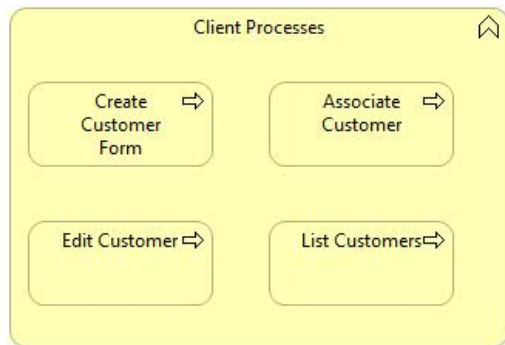 Client Processes
Create
Customer
Form
Associate
Customer
Edit Customer
List Customers